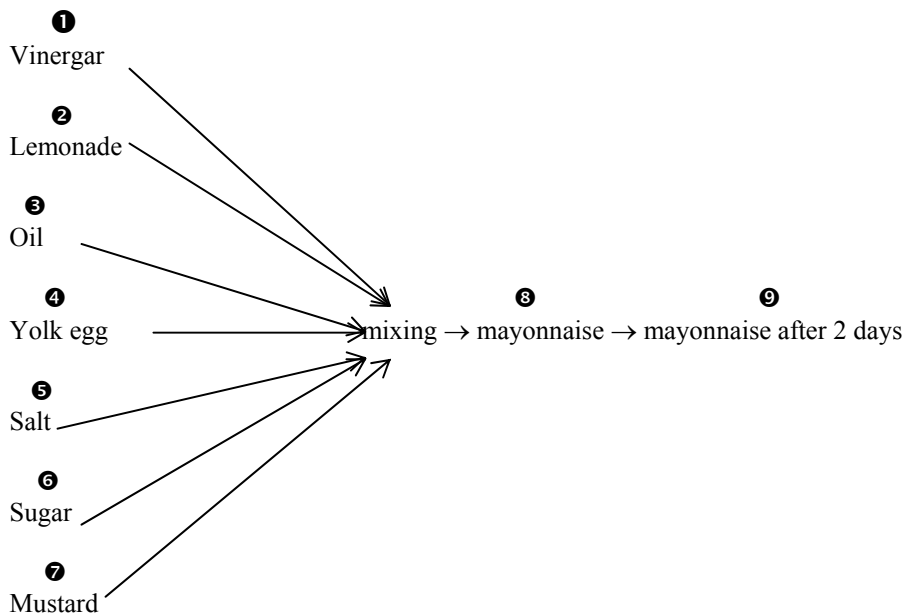 ❶
Vinergar
❷
Lemonade
❸
Oil
❹
Yolk egg
❽
❾
mixing → mayonnaise → mayonnaise after 2 days
❺
Salt
❻
Sugar
❼
Mustard